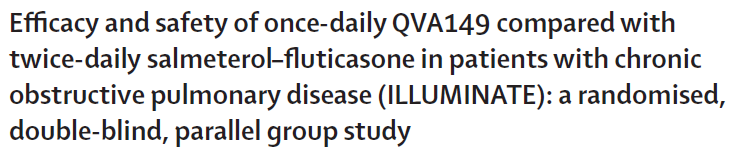 Efficacy and safety of once-daily QVA149 compared with
twice-daily salmeterol–fluticasone in patients with chronic
obstructive pulmonary disease (ILLUMINATE): a randomised,
double-blind, parallel group study